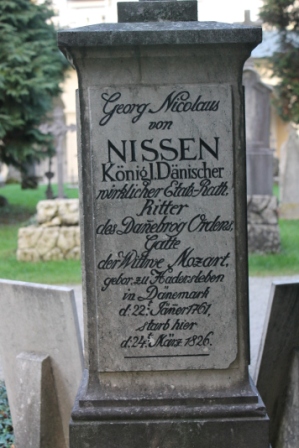 Georg Nicolaus
von
NISSEN
Königl. Dänischer
wirklicher Etats-Rath
Ritter
des Danebrog Ordens,
Gatte
der Witwe Mozart,
gebor. zu Hadersleben
in Dänemark
d: 22: Jäner 1761,
starb hier
d: 24: März 1826.